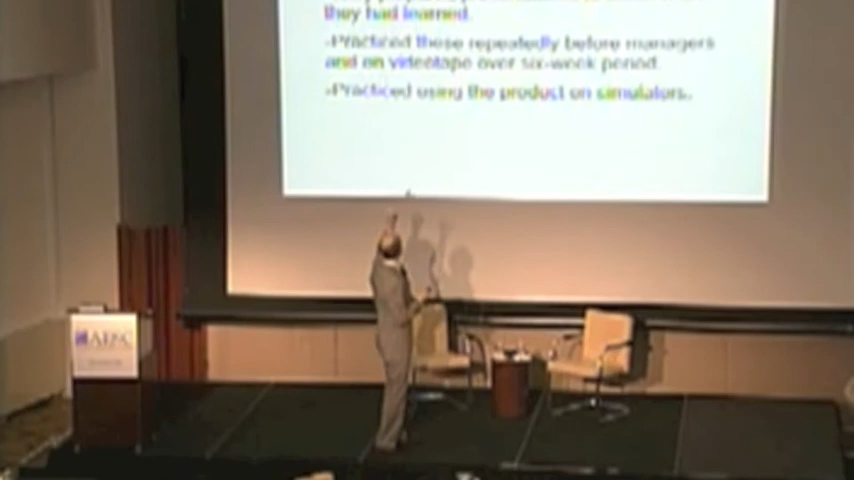 they had learned.
-Practiced these repeatedly before managers
and on videotape over six-week period.
-Practiced using the product on simulators.